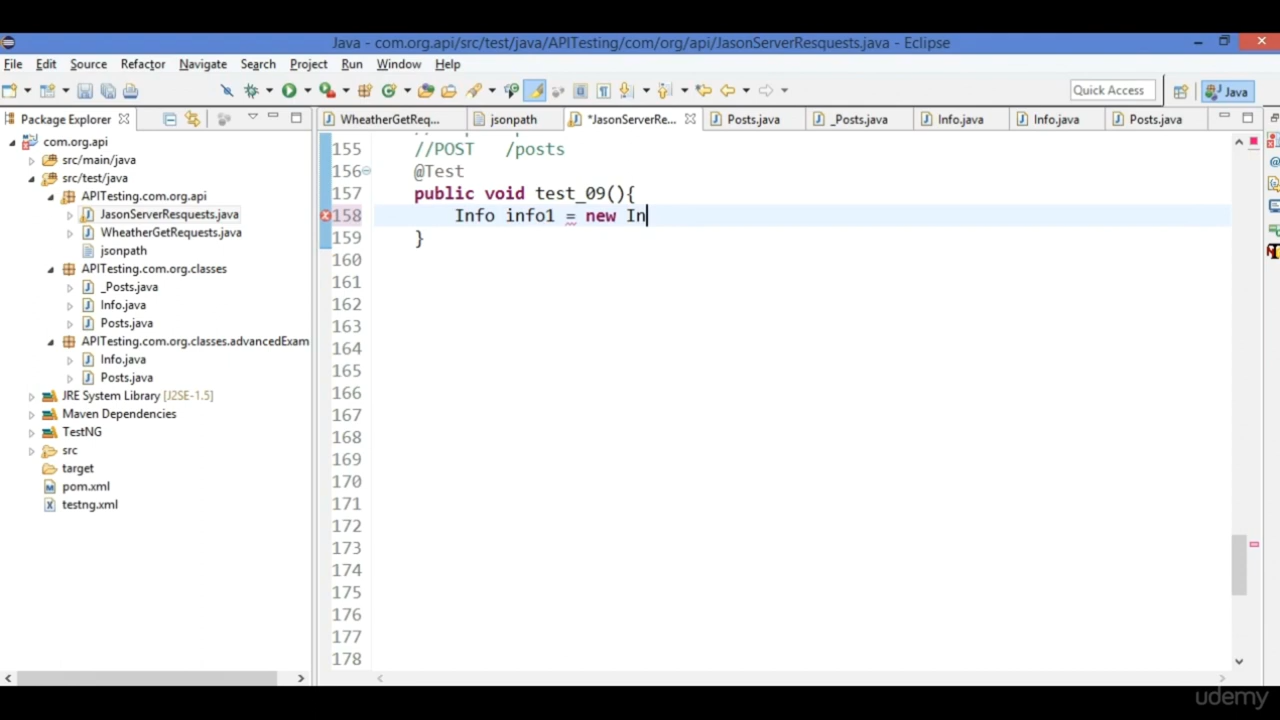 Java - com.org.api/src/test/java/APITesting/com/org/api/JasonServerResquests.java - Eclipse
File Edit Source Refactor Navigate Search Project Run Window Help
Quick Access
Java
Package Explorer
WheatherGetReq...
jsonpath
*JasonServerRe...
Posts.java
_Posts.java
Info.java
Info.java
Posts.java
com.org.api
src/main/java
src/test/java
APITesting.com.org.api
JasonServerResquests.java
WheatherGetRequests.java
jsonpath
APITesting.com.org.classes
_Posts.java
Info.java
Posts.java
APITesting.com.org.classes.advancedExam
Info.java
Posts.java
JRE System Library [J2SE-1.5]
Maven Dependencies
TestNG
src
target
pom.xml
testng.xml
155 //POST /posts
156 @Test
157 public void test_09(){
158 Info info1 = new In
159 }
160
161
162
163
164
165
166
167
168
169
170
171
172
173
174
175
176
177
178
udemy